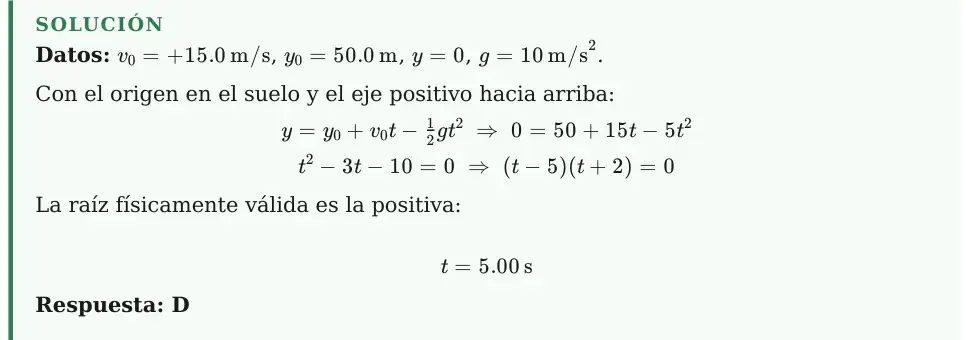 SOLUCIÓN
Datos: v₀ = +15.0 m/s, y₀ = 50.0 m, y = 0, g = 10 m/s².
Con el origen en el suelo y el eje positivo hacia arriba:
y = y₀ + v₀t − ½gt² ⇒ 0 = 50 + 15t − 5t²
t² − 3t − 10 = 0 ⇒ (t − 5)(t + 2) = 0
La raíz físicamente válida es la positiva:
t = 5.00 s
Respuesta: D